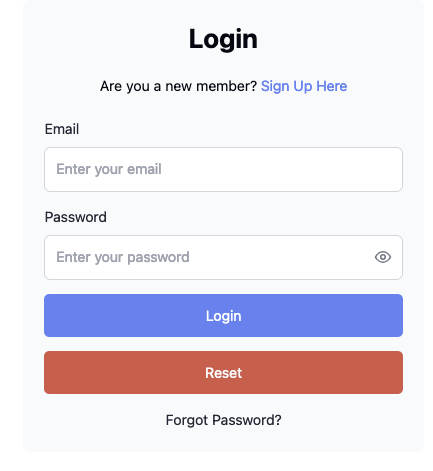 Login
Are you a new member? Sign Up Here
Email
Enter your email
Password
Enter your password
Login
Reset
Forgot Password?